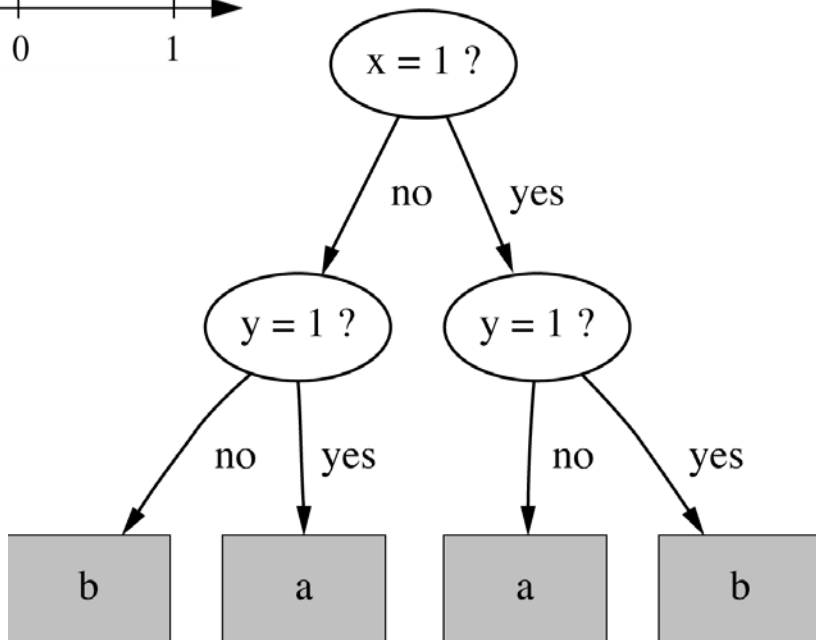 0 1
x = 1 ?
no yes
y = 1 ? y = 1 ?
no yes no yes
b a a b